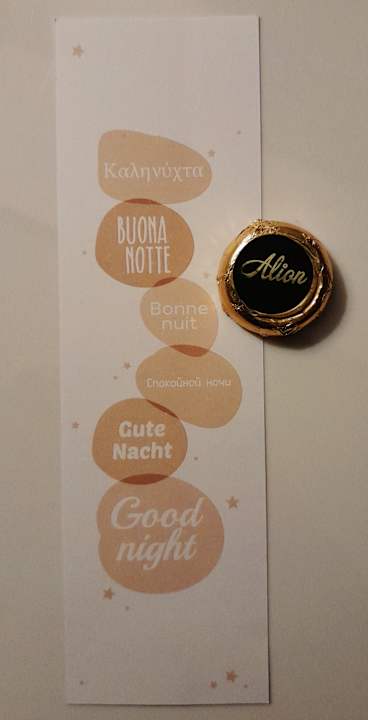 Καληνύχτα
BUONA
NOTTE
Bonne
nuit
Спокойной ночи
Gute
Nacht
Good
night
Alion